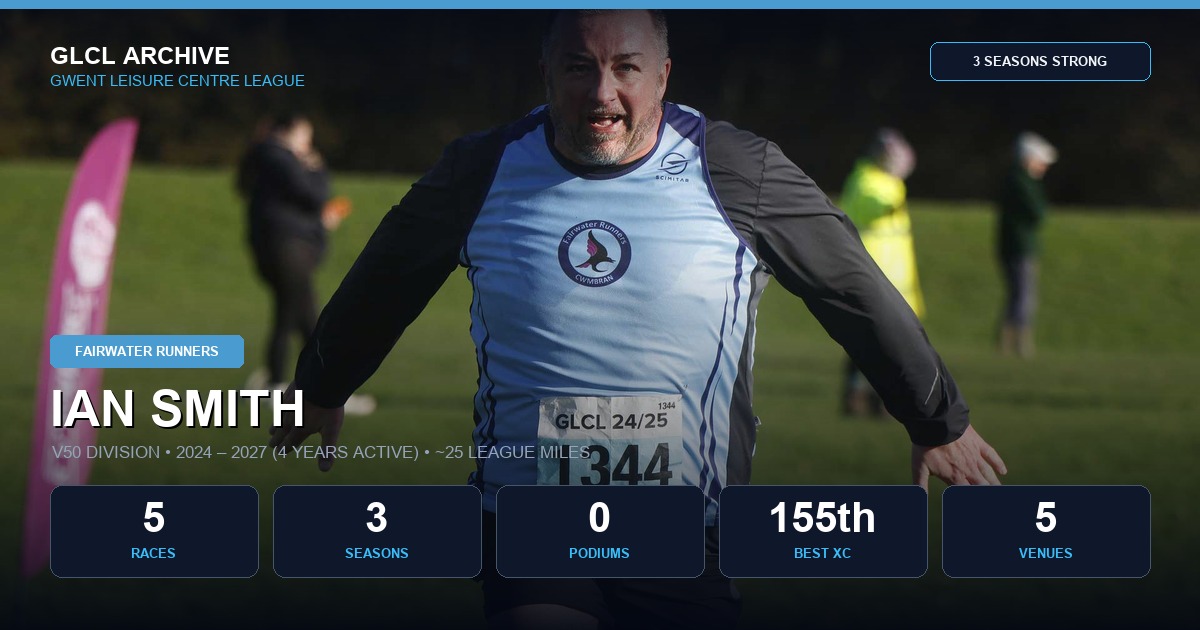 GLCL ARCHIVE
GWENT LEISURE CENTRE LEAGUE
3 SEASONS STRONG
SCIMITAR
Fairwater Runners
CWMBRAN
1344
GLCL 24/25
1344
FAIRWATER RUNNERS
IAN SMITH
V50 DIVISION • 2024 – 2027 (4 YEARS ACTIVE) • ~25 LEAGUE MILES
5
RACES
3
SEASONS
0
PODIUMS
155th
BEST XC
5
VENUES